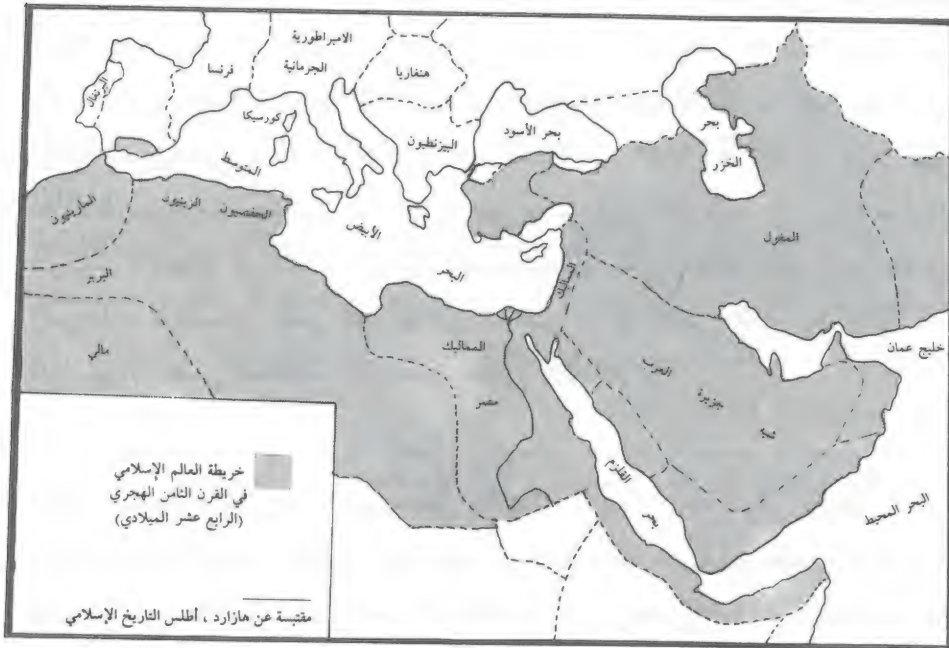 الامبراطورية
الجرمانية
فرنسا
هنغاريا
البرتغال
كورسيكا
بحر الأسود
بحر
الخزر
البيزنطيون
المتوسط
الأبيض
البحر
المارينيون
الزينيون
الحفصيون
البربر
مالي
المماليك
المماليك
مصر
المغول
خليج عمان
شبه
جزيرة
العرب
بحر
القلزم
البحر المحيط
خريطة العالم الإسلامي
في القرن الثامن الهجري
(الرابع عشر الميلادي)
مقتبسة عن هازارد ، أطلس التاريخ الإسلامي